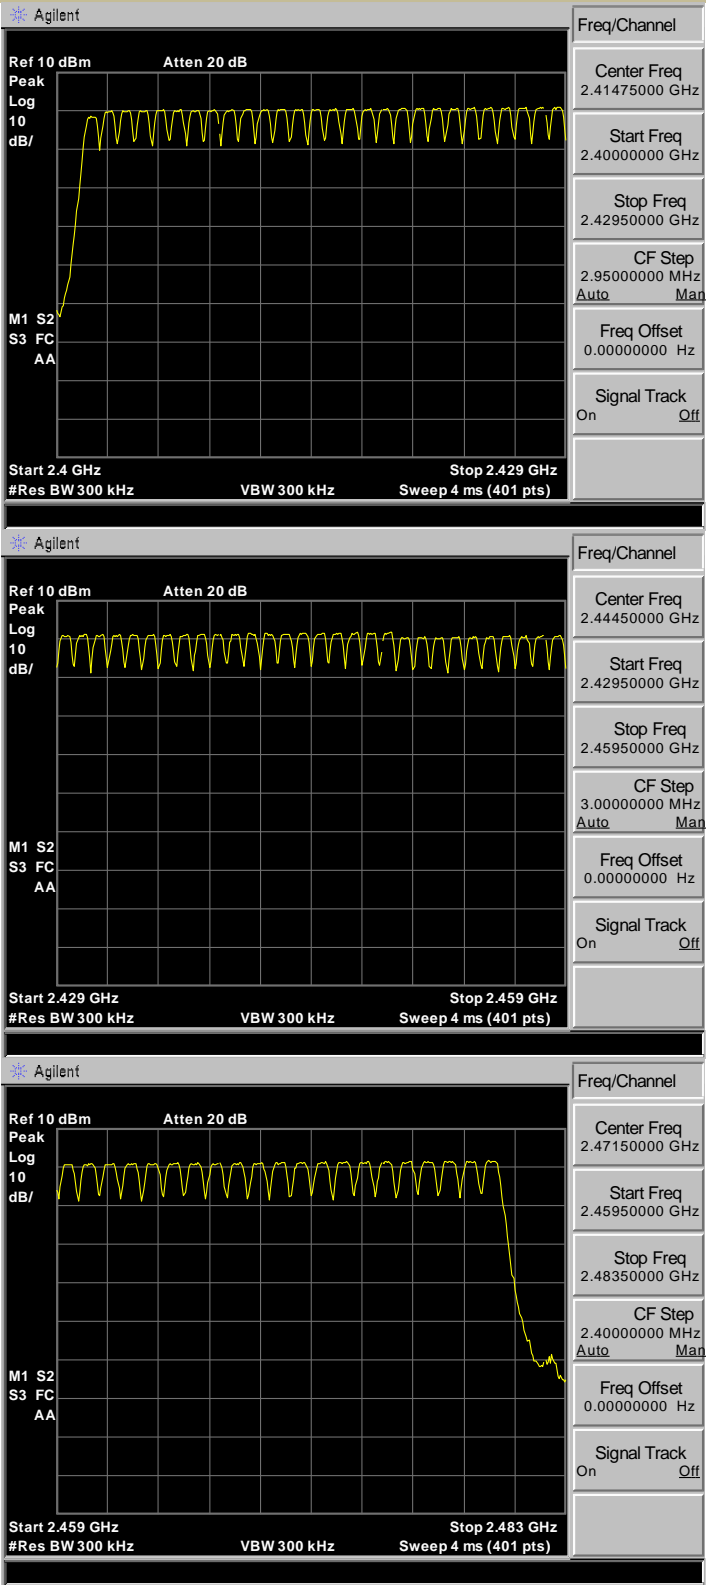 Agilent
Freq/Channel
Ref 10 dBm Atten 20 dB
Peak
Log
10
dB/
Center Freq
2.41475000 GHz
Start Freq
2.40000000 GHz
Stop Freq
2.42950000 GHz
CF Step
2.95000000 MHz
Auto Man
M1 S2
S3 FC
AA
Freq Offset
0.00000000 Hz
Signal Track
On Off
Start 2.4 GHz Stop 2.429 GHz
#Res BW 300 kHz VBW 300 kHz Sweep 4 ms (401 pts)
Agilent
Freq/Channel
Ref 10 dBm Atten 20 dB
Peak
Log
10
dB/
Center Freq
2.44450000 GHz
Start Freq
2.42950000 GHz
Stop Freq
2.45950000 GHz
CF Step
3.00000000 MHz
Auto Man
M1 S2
S3 FC
AA
Freq Offset
0.00000000 Hz
Signal Track
On Off
Start 2.429 GHz Stop 2.459 GHz
#Res BW 300 kHz VBW 300 kHz Sweep 4 ms (401 pts)
Agilent
Freq/Channel
Ref 10 dBm Atten 20 dB
Peak
Log
10
dB/
Center Freq
2.47150000 GHz
Start Freq
2.45950000 GHz
Stop Freq
2.48350000 GHz
CF Step
2.40000000 MHz
Auto Man
M1 S2
S3 FC
AA
Freq Offset
0.00000000 Hz
Signal Track
On Off
Start 2.459 GHz Stop 2.483 GHz
#Res BW 300 kHz VBW 300 kHz Sweep 4 ms (401 pts)